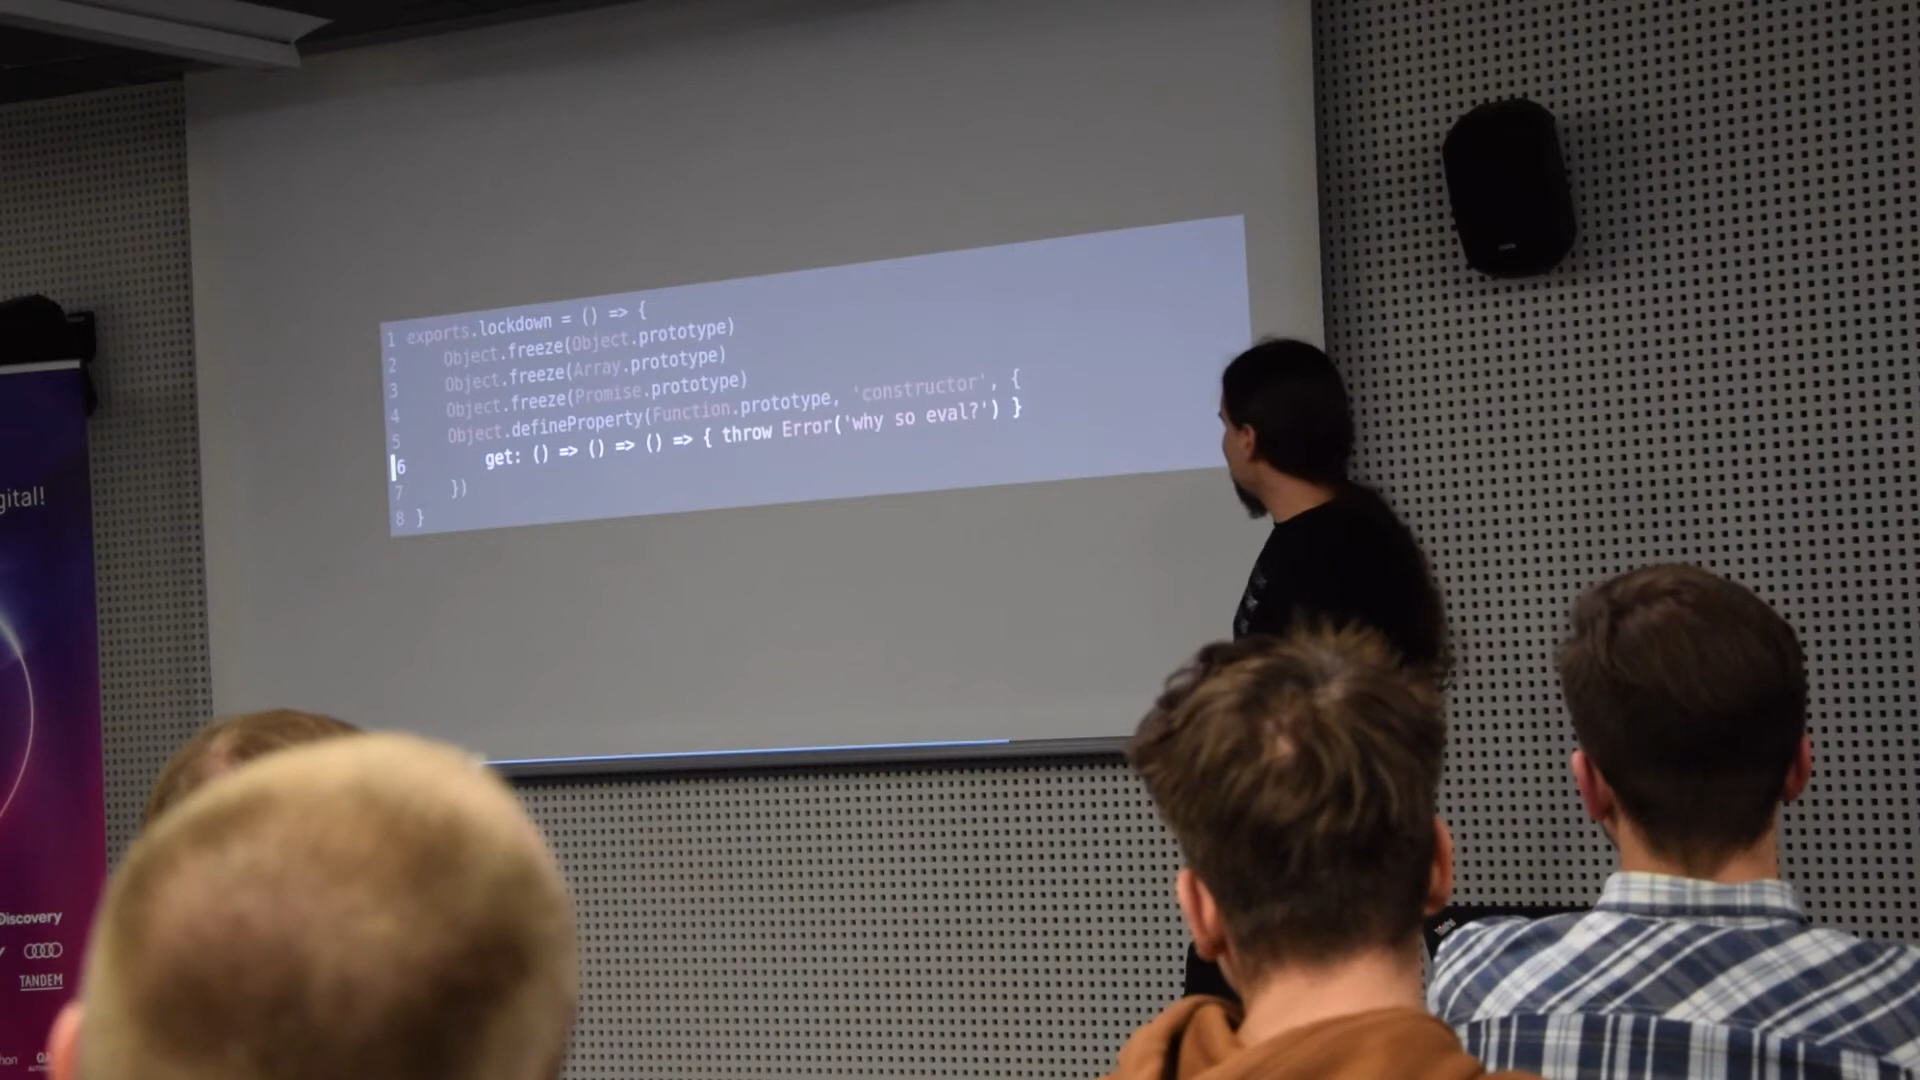 1 exports.lockdown = () => {
2 Object.freeze(Object.prototype)
3 Object.freeze(Array.prototype)
4 Object.freeze(Promise.prototype)
5 Object.defineProperty(Function.prototype, 'constructor', {
6 get: () => () => () => { throw Error('why so eval?') }
7 })
8 }
gital!
Discovery
TANDEM
hon